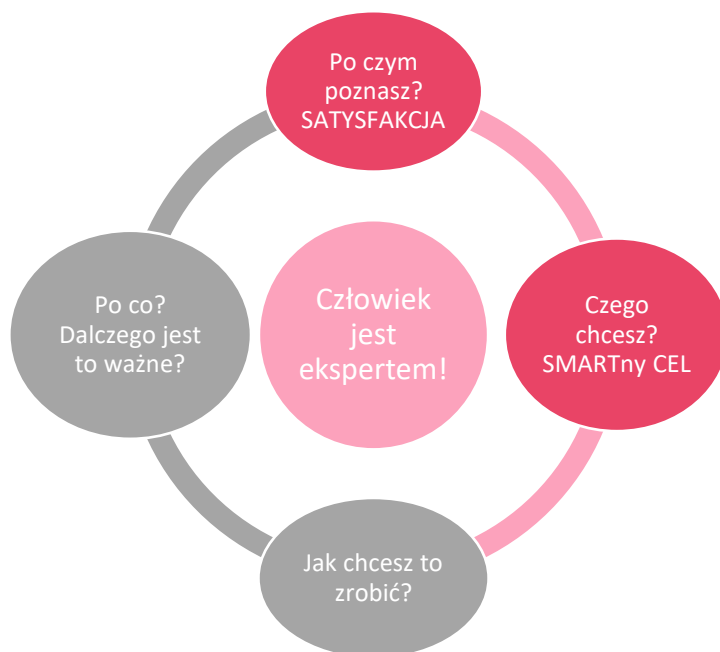 Po czym
poznasz?
SATYSFAKCJA
Czego
chcesz?
SMARTny CEL
Jak chcesz to
zrobić?
Po co?
Dalczego jest
to ważne?
Człowiek
jest
ekspertem!